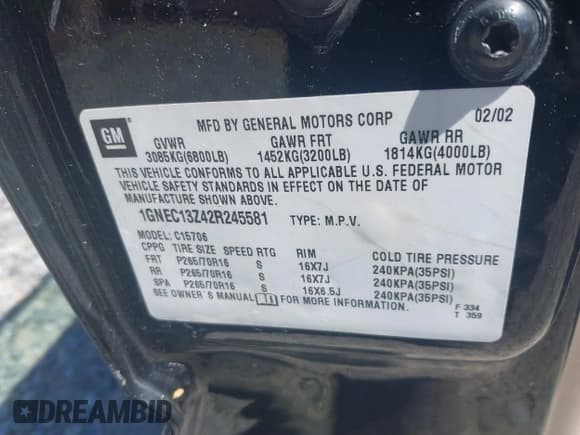 GM
MFD BY GENERAL MOTORS CORP 02/02
GVWR GAWR FRT GAWR RR
3085KG(6800LB) 1452KG(3200LB) 1814KG(4000LB)
THIS VEHICLE CONFORMS TO ALL APPLICABLE U.S. FEDERAL MOTOR
VEHICLE SAFETY STANDARDS IN EFFECT ON THE DATE OF
MANUFACTURE SHOWN ABOVE.
1GNEC13Z42R245581 TYPE: M.P.V.
MODEL: C15706
CPPG TIRE SIZE SPEED RTG RIM COLD TIRE PRESSURE
FRT P265/70R16 S 16X7J 240KPA(35PSI)
RR P265/70R16 S 16X7J 240KPA(35PSI)
SPA P265/70R16 S 16X6.5J 240KPA(35PSI)
SEE OWNER'S MANUAL FOR MORE INFORMATION.
F 334
T 359
DREAMBID